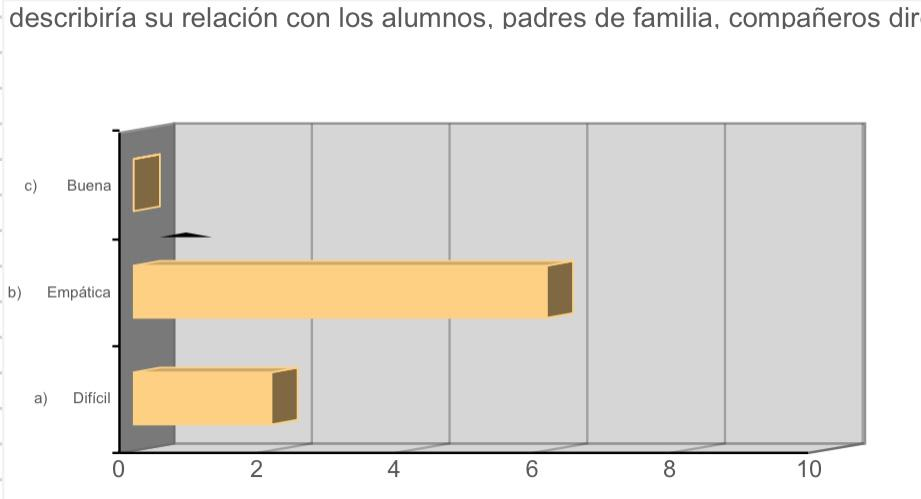 describiría su relación con los alumnos, padres de familia, compañeros dir
c) Buena
b) Empática
a) Difícil
0 2 4 6 8 10